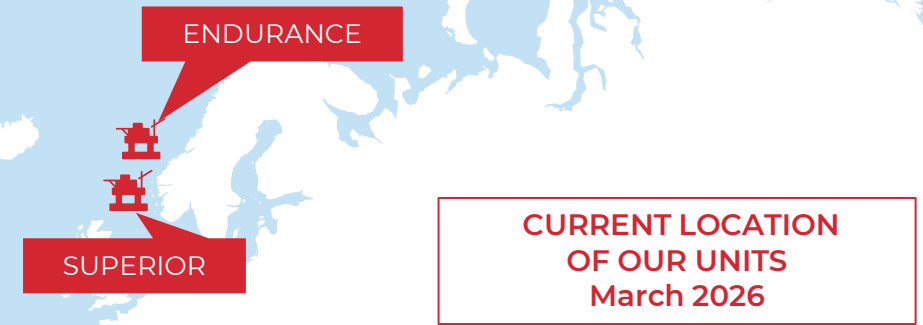 ENDURANCE
SUPERIOR
CURRENT LOCATION
OF OUR UNITS
March 2026